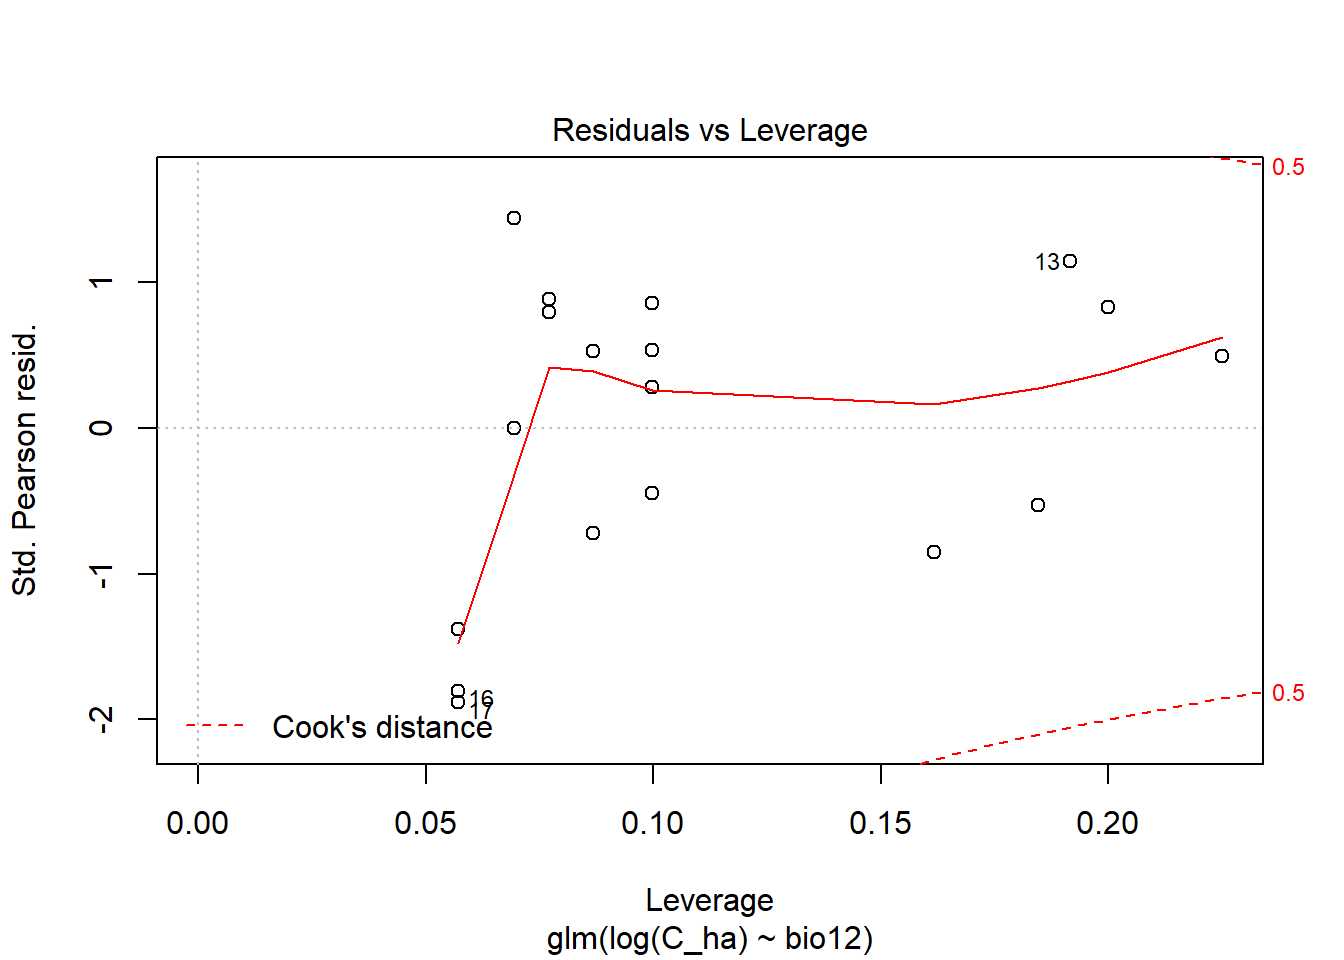 Residuals vs Leverage
Std. Pearson resid.
1
0
-1
-2
0.5
13
0.5
16
17
Cook's distance
0.00 0.05 0.10 0.15 0.20
Leverage
glm(log(C_ha) ~ bio12)